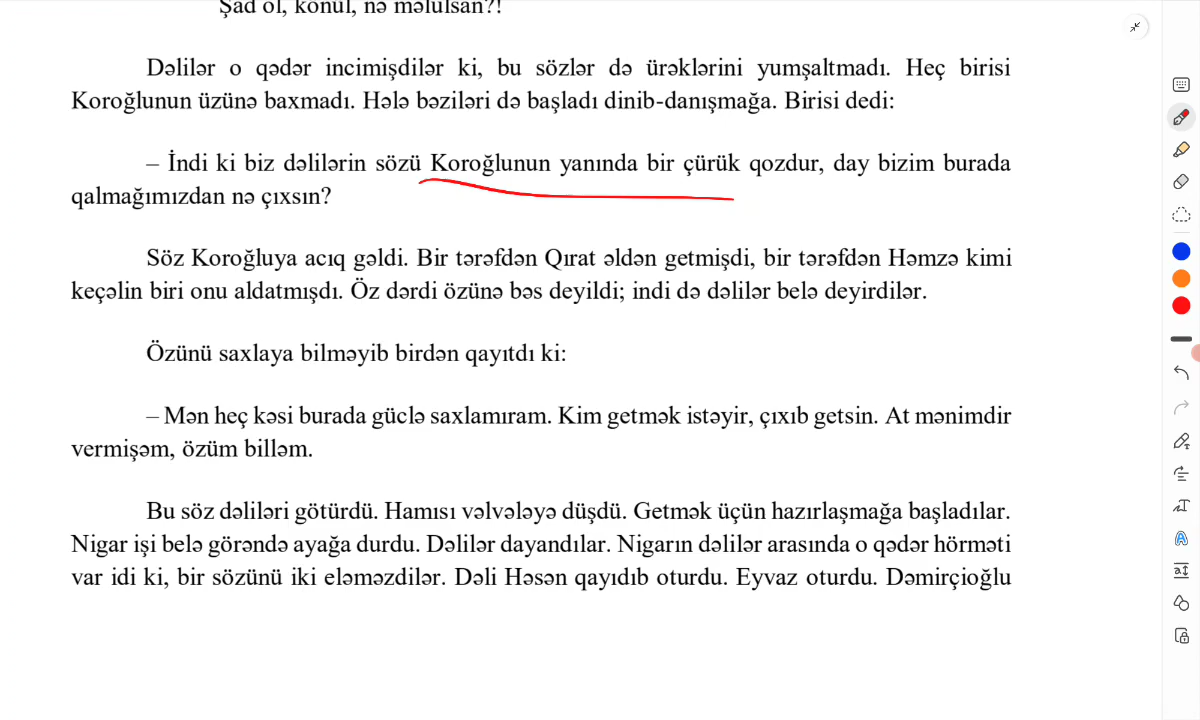 Şad ol, könül, nə məlulsan?!
Dəlilər o qədər incimişdilər ki, bu sözlər də ürəklərini yumşaltmadı. Heç birisi
Koroğlunun üzünə baxmadı. Hələ bəziləri də başladı dinib-danışmağa. Birisi dedi:
– İndi ki biz dəlilərin sözü Koroğlunun yanında bir çürük qozdur, day bizim burada
qalmağımızdan nə çıxsın?
Söz Koroğluya acıq gəldi. Bir tərəfdən Qırat əldən getmişdi, bir tərəfdən Həmzə kimi
keçəlin biri onu aldatmışdı. Öz dərdi özünə bəs deyildi; indi də dəlilər belə deyirdilər.
Özünü saxlaya bilməyib birdən qayıtdı ki:
– Mən heç kəsi burada güclə saxlamıram. Kim getmək istəyir, çıxıb getsin. At mənimdir
vermişəm, özüm billəm.
Bu söz dəliləri götürdü. Hamısı vəlvələyə düşdü. Getmək üçün hazırlaşmağa başladılar.
Nigar işi belə görəndə ayağa durdu. Dəlilər dayandılar. Nigarın dəlilər arasında o qədər hörməti
var idi ki, bir sözünü iki eləməzdilər. Dəli Həsən qayıdıb oturdu. Eyvaz oturdu. Dəmirçioğlu